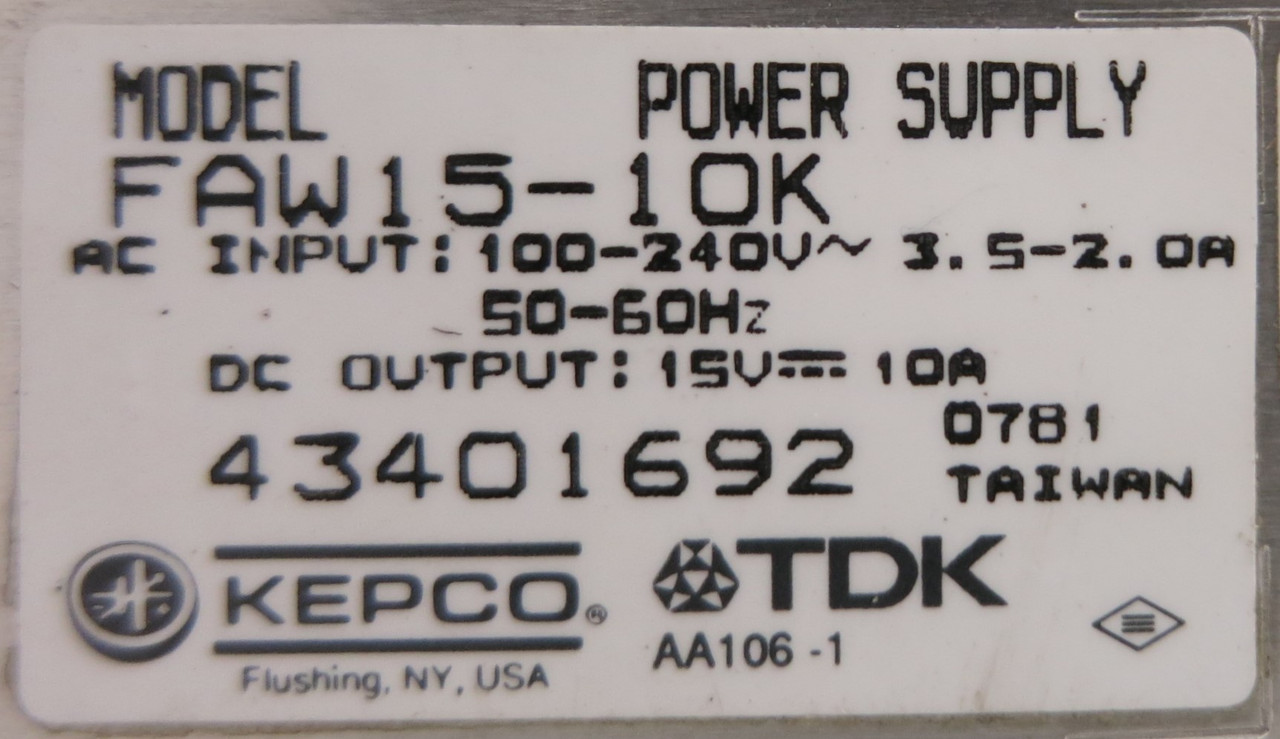 MODEL POWER SUPPLY
FAW15-10K
AC INPUT: 100-240V~ 3.5-2.0A
50-60Hz
DC OUTPUT: 15V⎓ 10A
43401692 0781
TAIWAN
KEPCO® TDK
Flushing, NY, USA AA106 -1